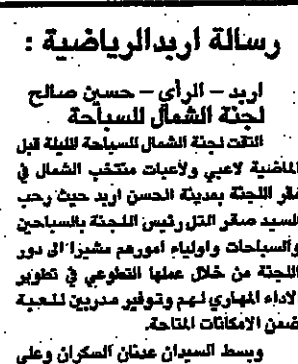 رسالة اربد الرياضية :
اربد – الرأي – حسين صالح
لجنة الشمال للسباحة
التقت لجنة الشمال للسباحة الليلة قبل
الماضية لاعبي ولاعبات منتخب الشمال في
مقر اللجنة بمدينة الحسن اربد حيث رحب
السيد صقر التل رئيس اللجنة بالسباحين
والسباحات واولياء امورهم مشيرا الى دور
اللجنة من خلال عملها التطوعي في تطوير
الاداء المهاري لهم وتوفير مدربين للعبة
ضمن الامكانات المتاحة.
وبسط السيدان عدنان السكران وعلي